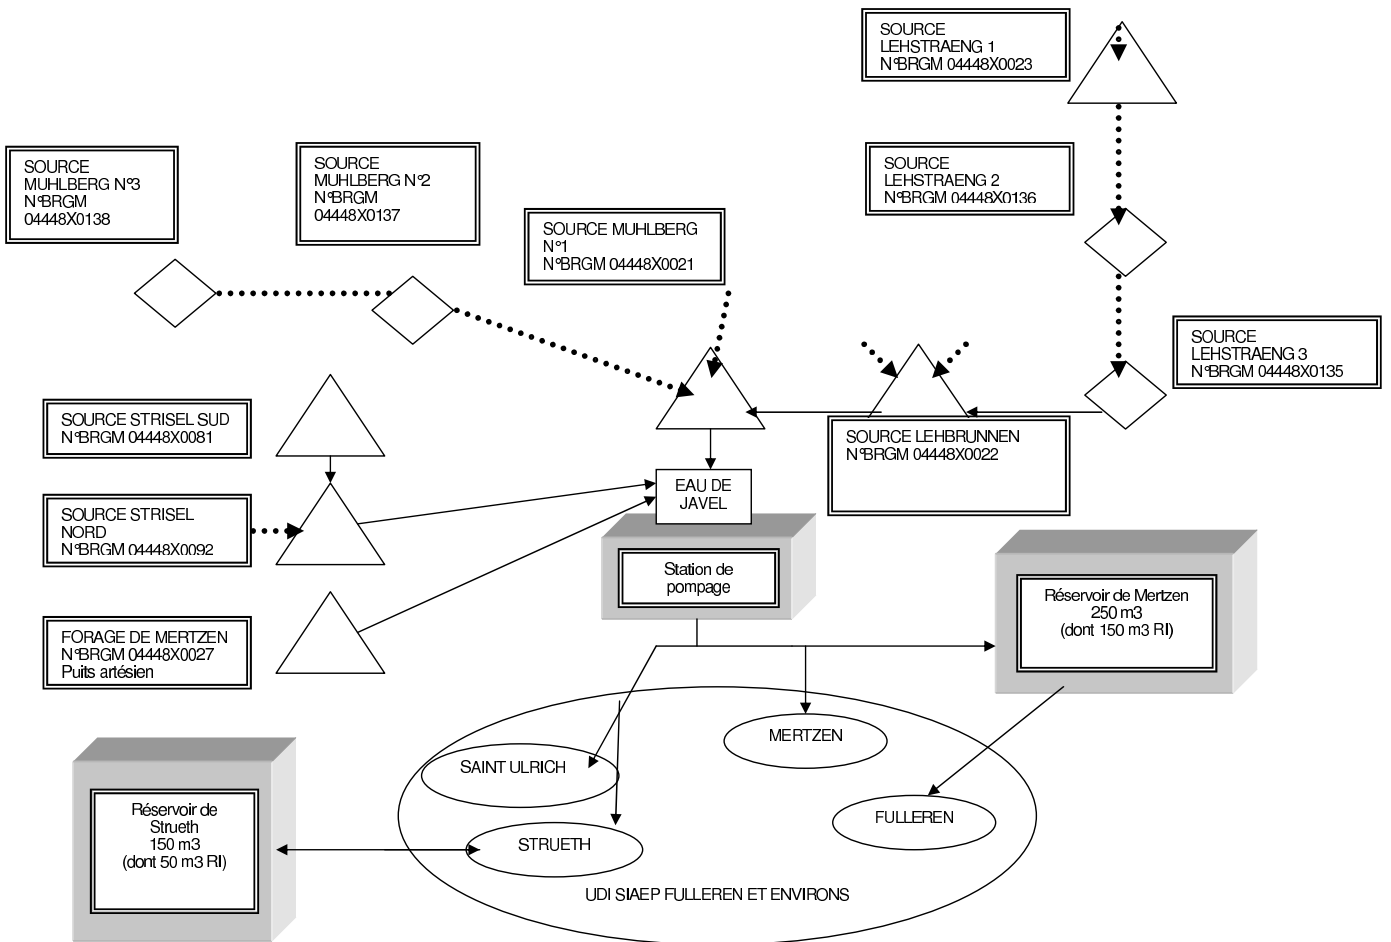 SOURCE
LEHSTRAENG 1
N°BRGM 04448X0023
SOURCE
MUHLBERG N°3
N°BRGM
04448X0138
SOURCE
MUHLBERG N°2
N°BRGM
04448X0137
SOURCE
LEHSTRAENG 2
N°BRGM 04448X0136
SOURCE MUHLBERG
N°1
N°BRGM 04448X0021
SOURCE
LEHSTRAENG 3
N°BRGM 04448X0135
SOURCE STRISEL SUD
N°BRGM 04448X0081
SOURCE LEHBRUNNEN
N°BRGM 04448X0022
EAU DE
JAVEL
SOURCE STRISEL
NORD
N°BRGM 04448X0092
Station de
pompage
Réservoir de Mertzen
250 m3
(dont 150 m3 RI)
FORAGE DE MERTZEN
N°BRGM 04448X0027
Puits artésien
MERTZEN
SAINT ULRICH
FULLEREN
Réservoir de
Strueth
150 m3
(dont 50 m3 RI)
STRUETH
UDI SIAEP FULLEREN ET ENVIRONS